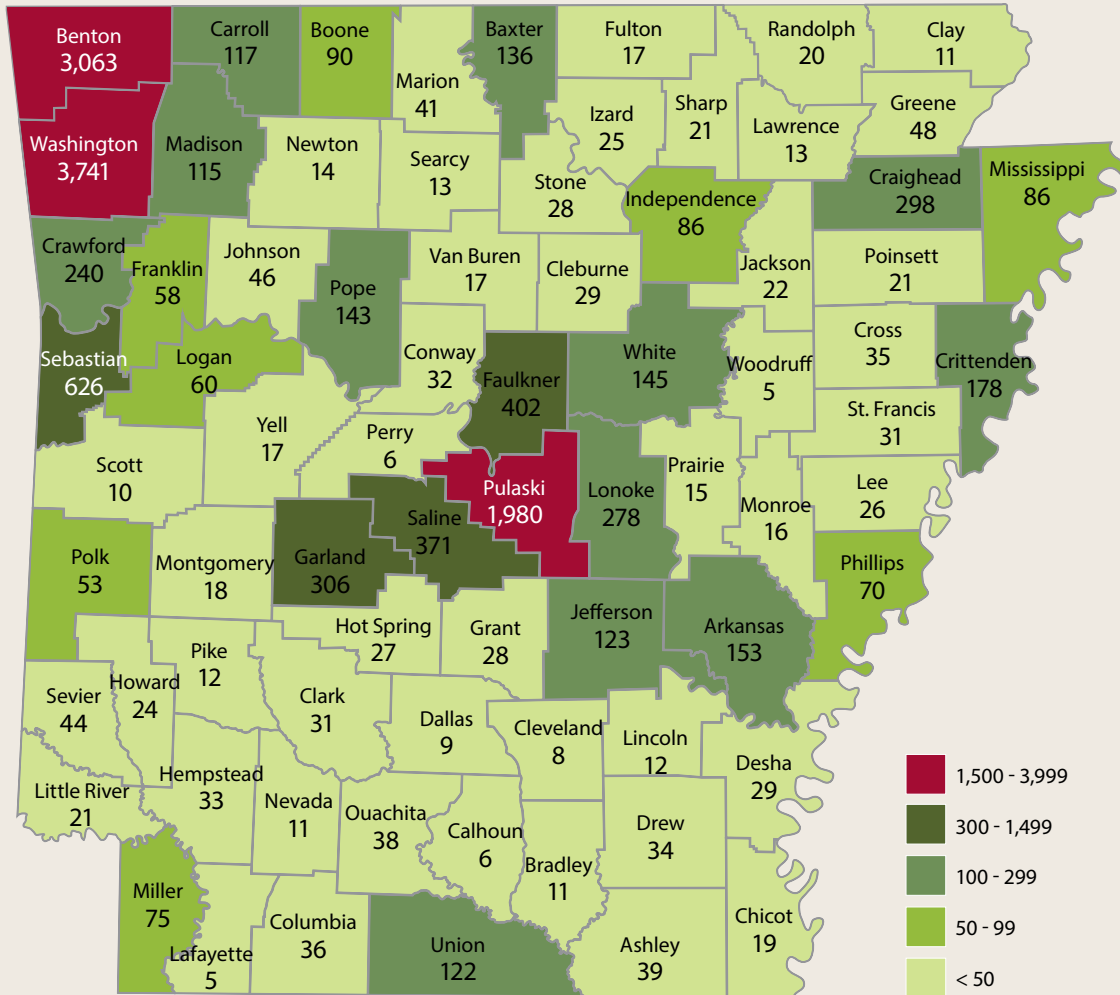 Benton
3,063
Carroll
117
Boone
90
Marion
41
Baxter
136
Fulton
17
Randolph
20
Clay
11
Izard
25
Sharp
21
Lawrence
13
Greene
48
Washington
3,741
Madison
115
Newton
14
Searcy
13
Stone
28
Independence
86
Craighead
298
Mississippi
86
Crawford
240
Franklin
58
Johnson
46
Pope
143
Van Buren
17
Cleburne
29
Jackson
22
Poinsett
21
Sebastian
626
Logan
60
Conway
32
Faulkner
402
White
145
Woodruff
5
Cross
35
Crittenden
178
Yell
17
Perry
6
St. Francis
31
Scott
10
Pulaski
1,980
Lonoke
278
Prairie
15
Monroe
16
Lee
26
Polk
53
Montgomery
18
Garland
306
Saline
371
Phillips
70
Hot Spring
27
Grant
28
Jefferson
123
Arkansas
153
Sevier
44
Howard
24
Pike
12
Clark
31
Dallas
9
Cleveland
8
Lincoln
12
Desha
29
Little River
21
Hempstead
33
Nevada
11
Ouachita
38
Calhoun
6
Bradley
11
Drew
34
Miller
75
Lafayette
5
Columbia
36
Union
122
Ashley
39
Chicot
19
1,500 - 3,999
300 - 1,499
100 - 299
50 - 99
< 50